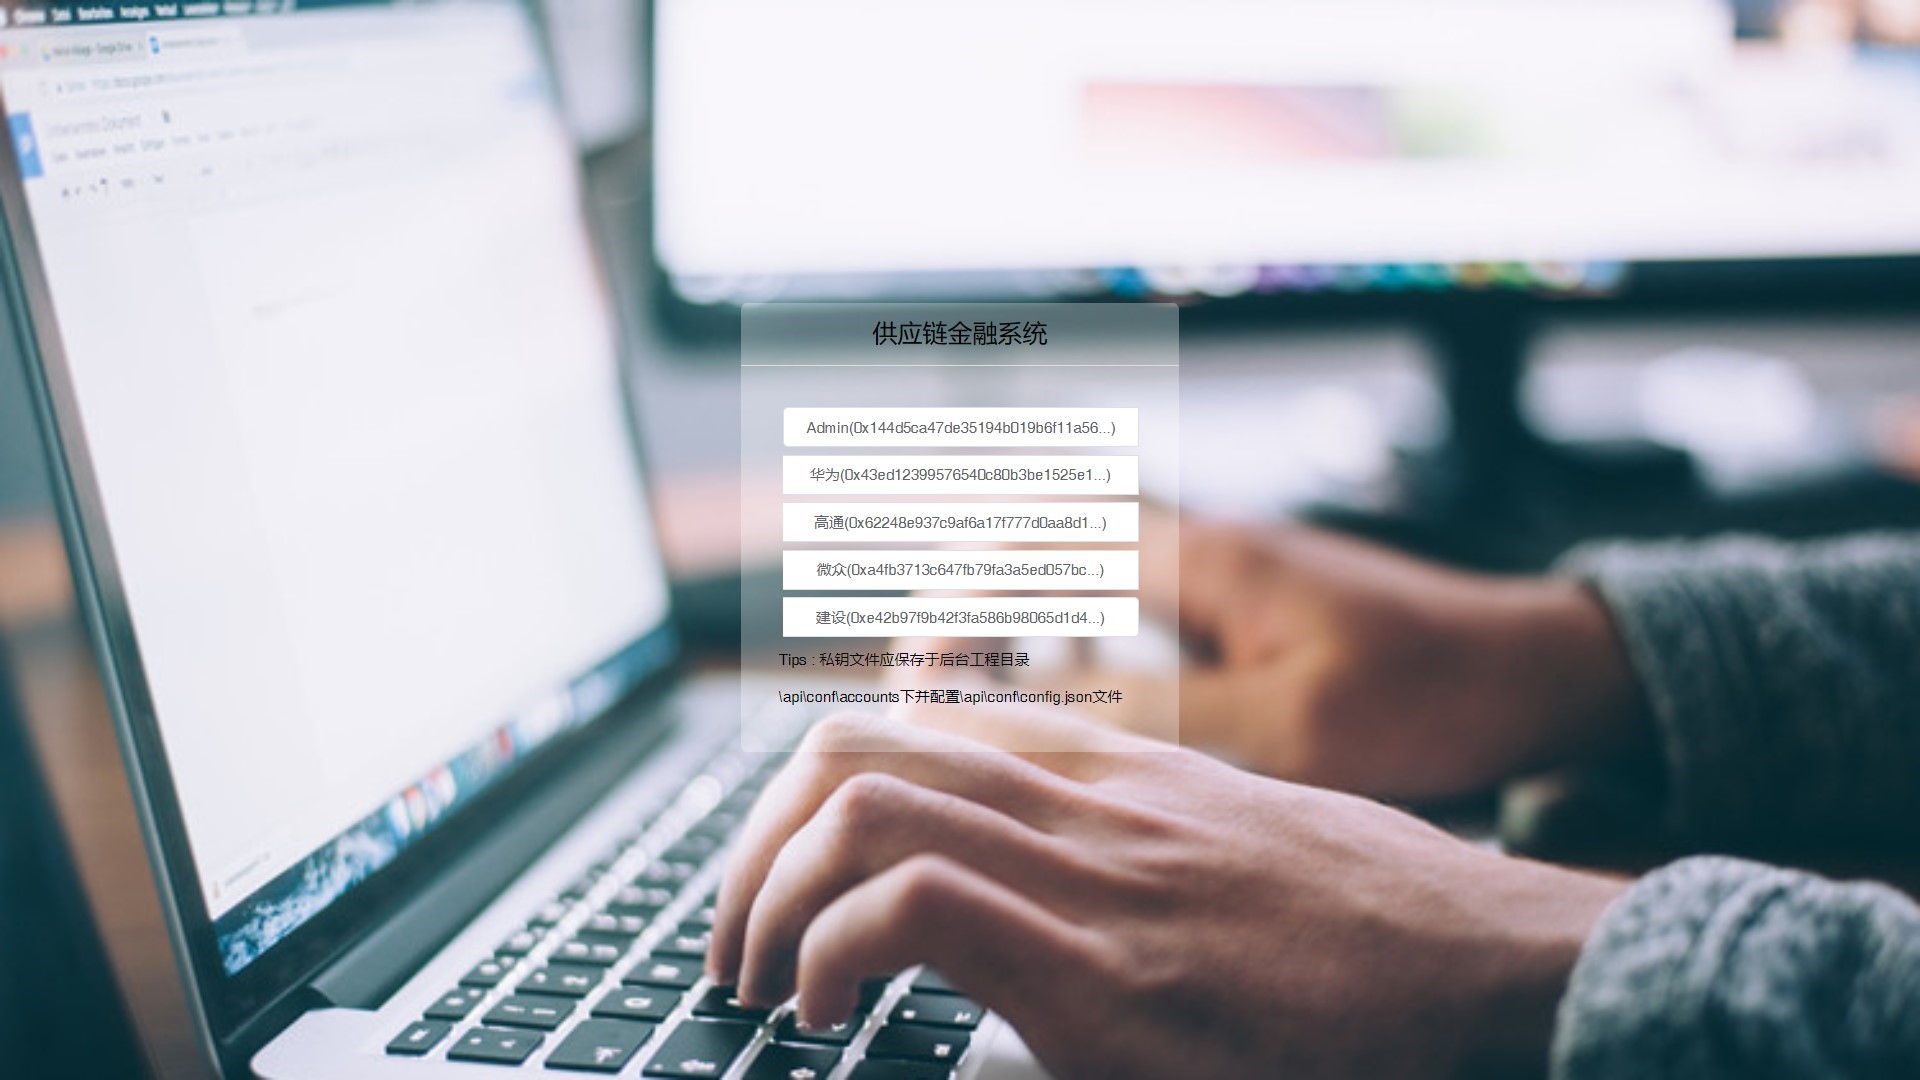 供应链金融系统
Admin(0x144d5ca47de35194b019b6f11a56...)
华为(0x43ed12399576540c80b3be1525e1...)
高通(0x62248e937c9af6a17f777d0aa8d1...)
微众(0xa4fb3713c647fb79fa3a5ed057bc...)
建设(0xe42b97f9b42f3fa586b98065d1d4...)
Tips : 私钥文件应保存于后台工程目录
\api\conf\accounts下并配置\api\conf\config.json文件